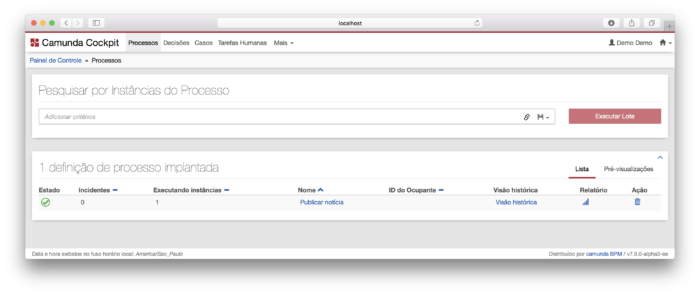 localhost
Camunda Cockpit Processos Decisões Casos Tarefas Humanas Mais Demo Demo
Painel de Controle » Processos
Pesquisar por Instâncias do Processo
Adicionar critérios Executar Lote
1 definição de processo implantada Lista Pré-visualizações
Estado Incidentes Executando instâncias Nome ID do Ocupante Visão histórica Relatório Ação
0 1 Publicar notícia Visão histórica
Data e hora exibidos no fuso horário local: America/Sao_Paulo Distribuído por camunda BPM / v7.9.0-alpha3-ee